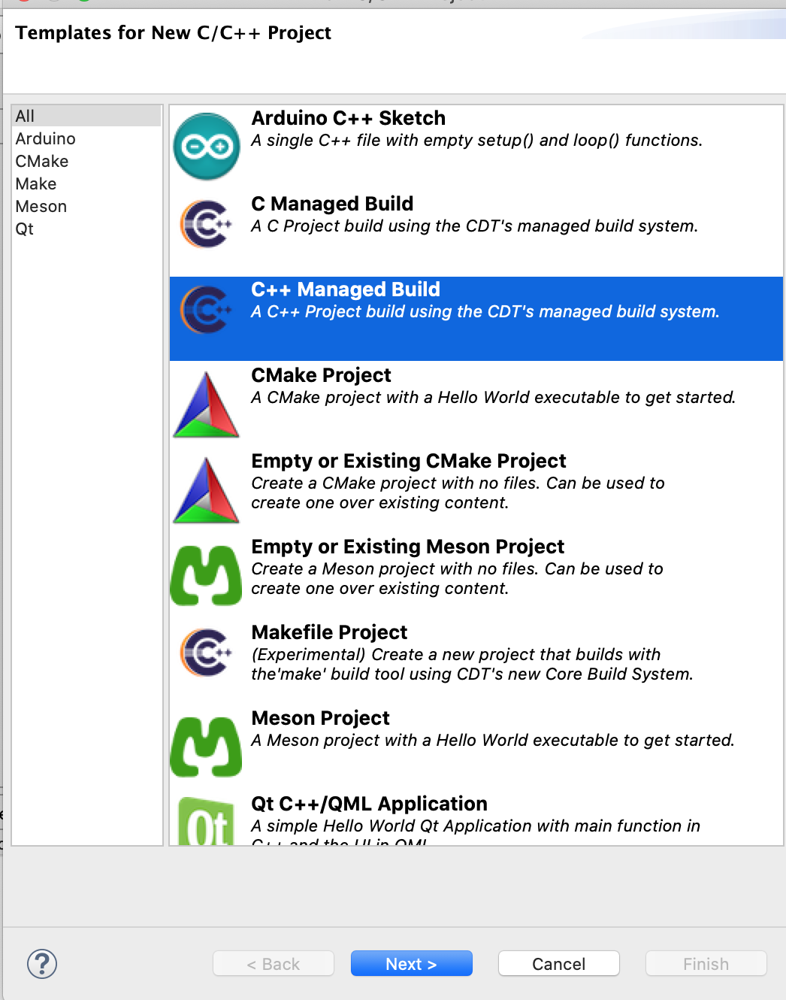 Templates for New C/C++ Project
All
Arduino
CMake
Make
Meson
Qt
Arduino C++ Sketch
A single C++ file with empty setup() and loop() functions.
C Managed Build
A C Project build using the CDT's managed build system.
C++ Managed Build
A C++ Project build using the CDT's managed build system.
CMake Project
A CMake project with a Hello World executable to get started.
Empty or Existing CMake Project
Create a CMake project with no files. Can be used to
create one over existing content.
Empty or Existing Meson Project
Create a Meson project with no files. Can be used to
create one over existing content.
Makefile Project
(Experimental) Create a new project that builds with
the'make' build tool using CDT's new Core Build System.
Meson Project
A Meson project with a Hello World executable to get started.
Qt
Qt C++/QML Application
A simple Hello World Qt Application with main function in
C++ and the UI in QML
? < Back Next > Cancel Finish